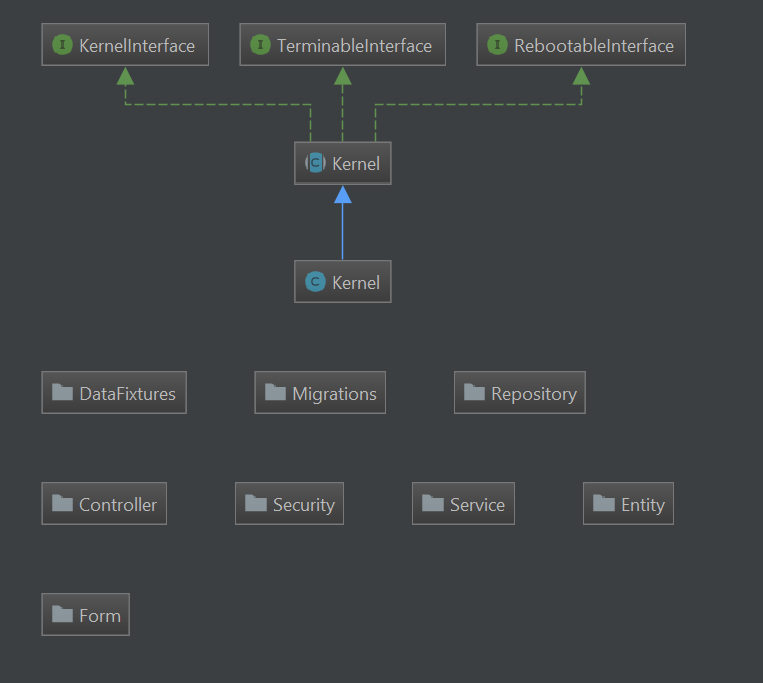 KernelInterface
TerminableInterface
RebootableInterface
Kernel
Kernel
DataFixtures
Migrations
Repository
Controller
Security
Service
Entity
Form